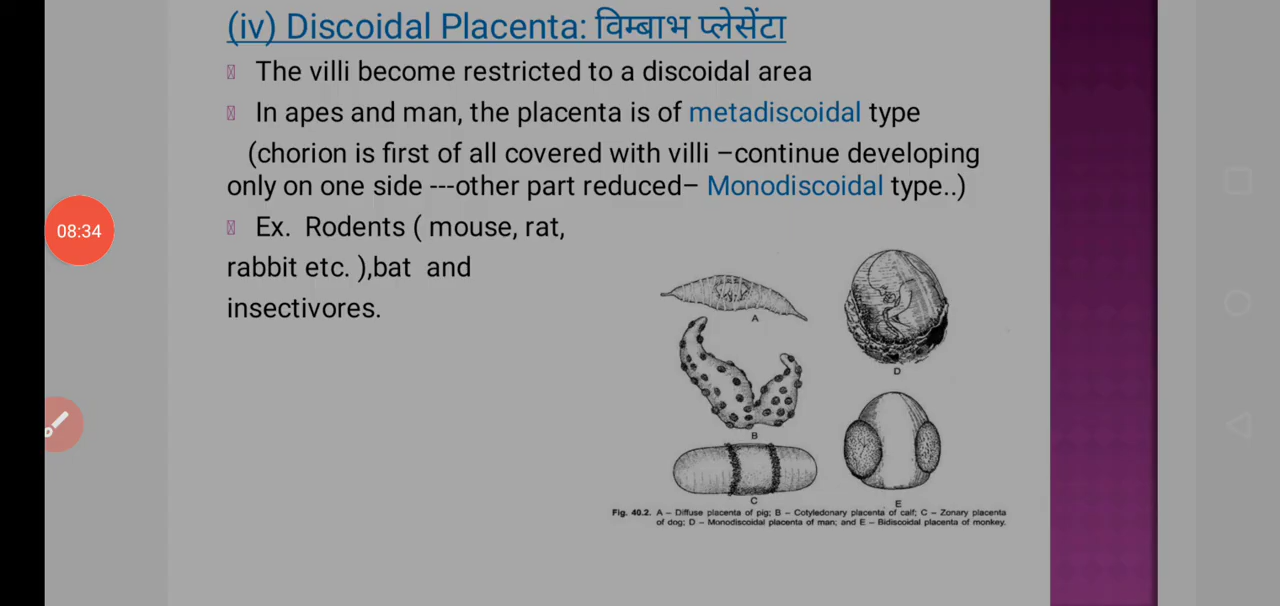 (iv) Discoidal Placenta: विम्बाभ प्लेसेंटा
The villi become restricted to a discoidal area
In apes and man, the placenta is of metadiscoidal type
(chorion is first of all covered with villi –continue developing
only on one side ---other part reduced– Monodiscoidal type..)
08:34
Ex. Rodents ( mouse, rat,
rabbit etc. ),bat and
insectivores.
A
D
B
C
E
Fig. 40.2. A – Diffuse placenta of pig; B – Cotyledonary placenta of calf; C – Zonary placenta
of dog; D – Monodiscoidal placenta of man; and E – Bidiscoidal placenta of monkey.